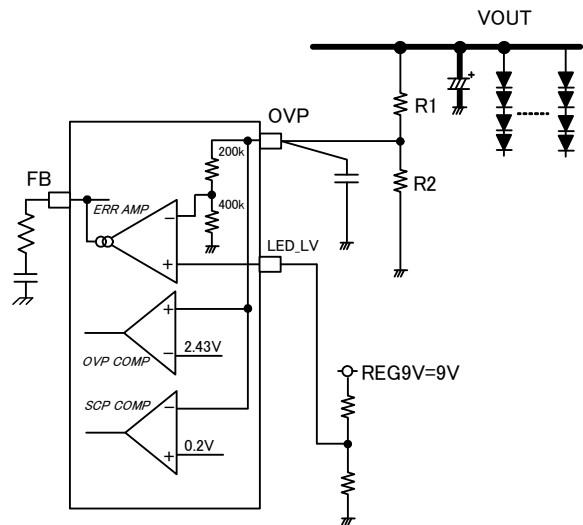 VOUT
OVP
R1
R2
200k
400k
FB
ERR AMP
−
+
LED_LV
+
−
2.43V
OVP COMP
SCP COMP
−
+
0.2V
REG9V=9V
+